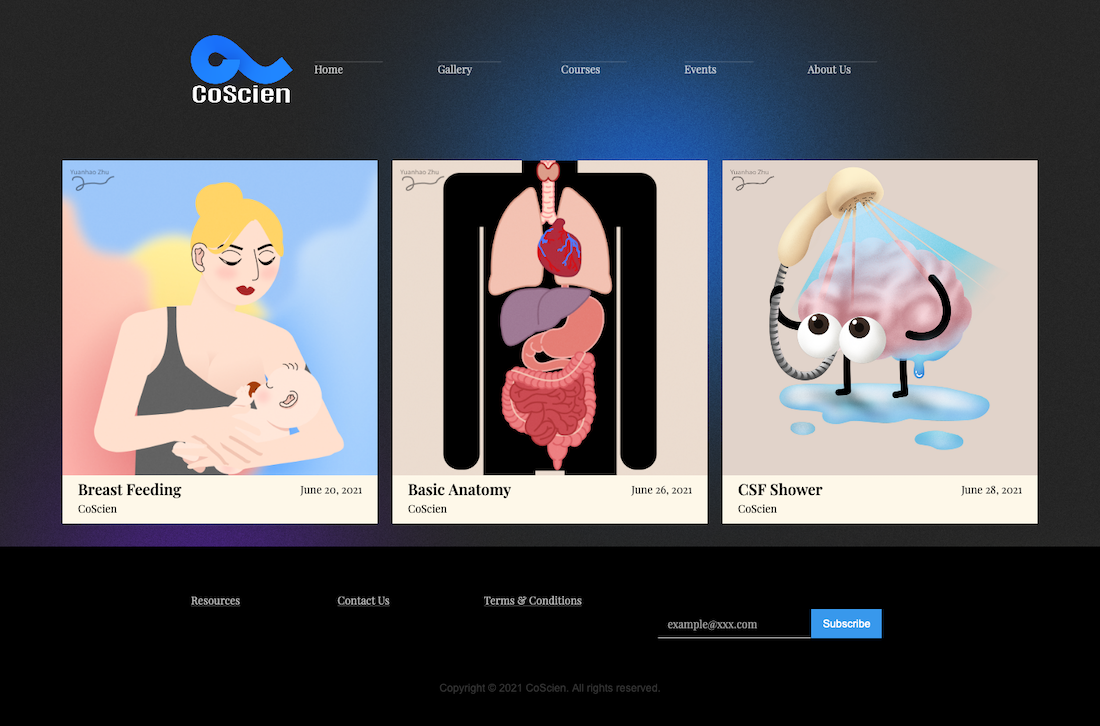 CoScien
Home
Gallery
Courses
Events
About Us
Yuanhao Zhu
Yuanhao Zhu
Yuanhao Zhu
Breast Feeding
June 20, 2021
CoScien
Basic Anatomy
June 26, 2021
CoScien
CSF Shower
June 28, 2021
CoScien
Resources
Contact Us
Terms & Conditions
example@xxx.com
Subscribe
Copyright © 2021 CoScien. All rights reserved.